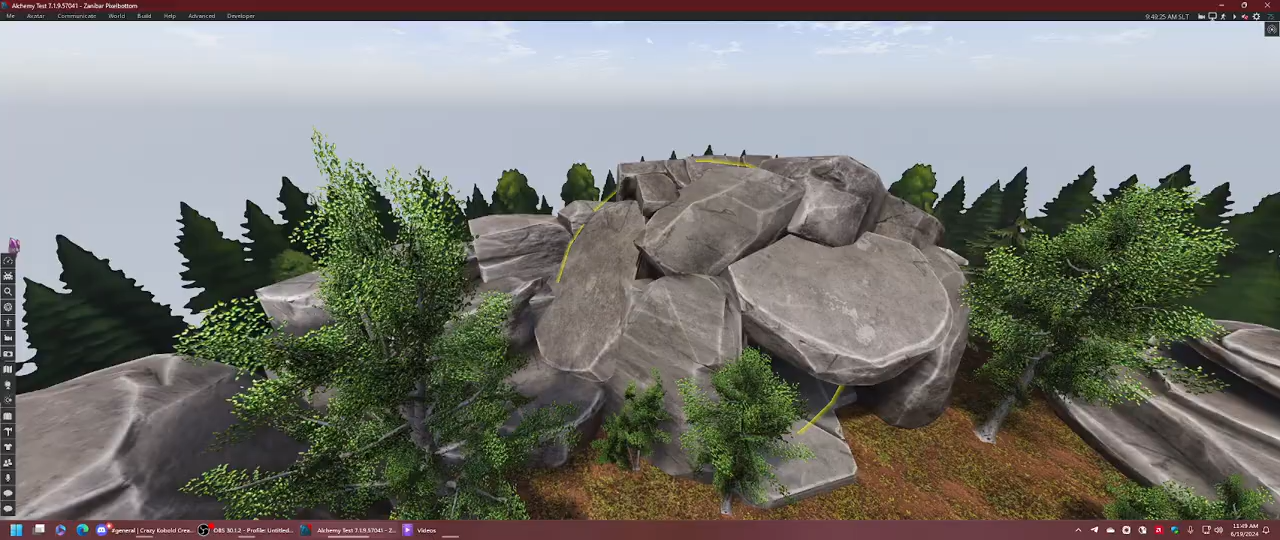 Alchemy Test 7.1.9.57041 - Zanibar Pixelbottom
Me Avatar Communicate World Build Help Advanced Developer
9:49:25 AM SLT
#general | Crazy Kobold Crea...
OBS 30.1.2 - Profile: Untitled...
Alchemy Test 7.1.9.57041 - Z...
Videos
11:49 AM
6/19/2024